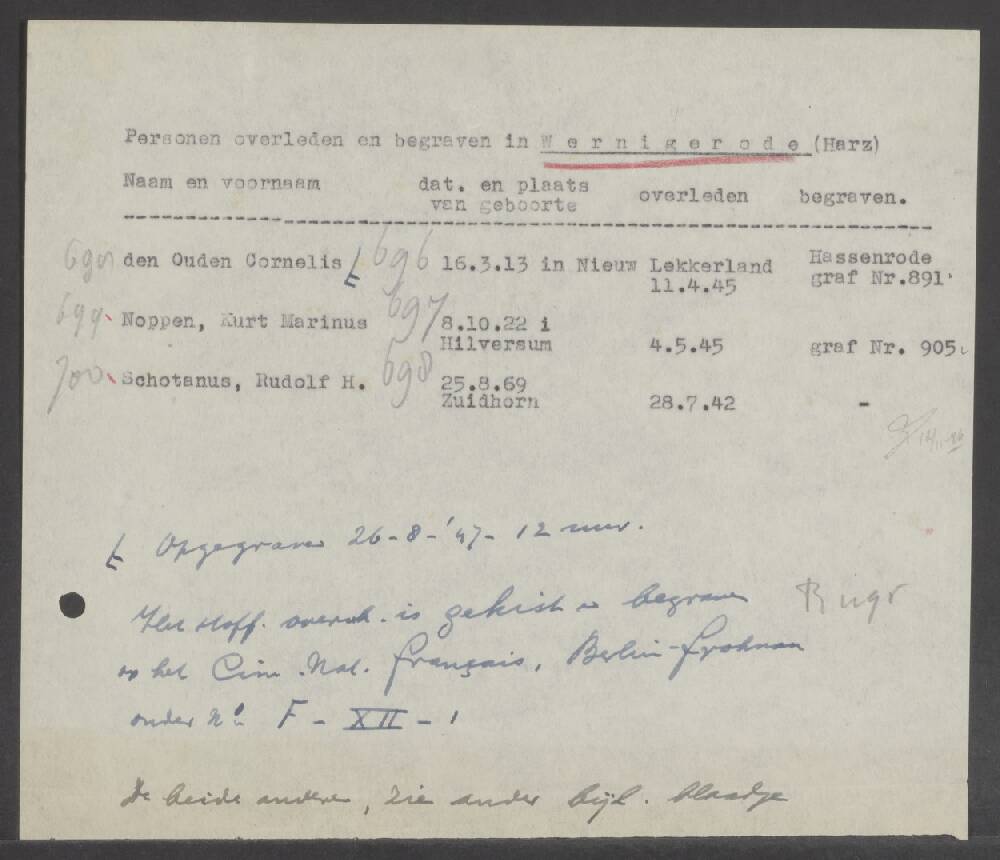 Personen overleden en begraven in W e r n i g e r o d e (Harz)
Naam en voornaam dat. en plaats van geboorte overleden begraven.
den Ouden Cornelis 696 16.3.13 in Nieuw Lekkerland Hassenrode
11.4.45 graf Nr.891
699 Noppen, Kurt Marinus 697 8.10.22 i
Hilversum 4.5.45 graf Nr. 905.
700 Schotanus, Rudolf H. 698 25.8.69
Zuidhorn 28.7.42 -
Opgegraven 26-8-'47- 12 uur.
Het stoff. oversch. is gekist en begraven
op het Cim. Nat. français, Berlin-frohnau
onder No. F - XII - 1
De beide anderen, zie ander bijl. blaadje